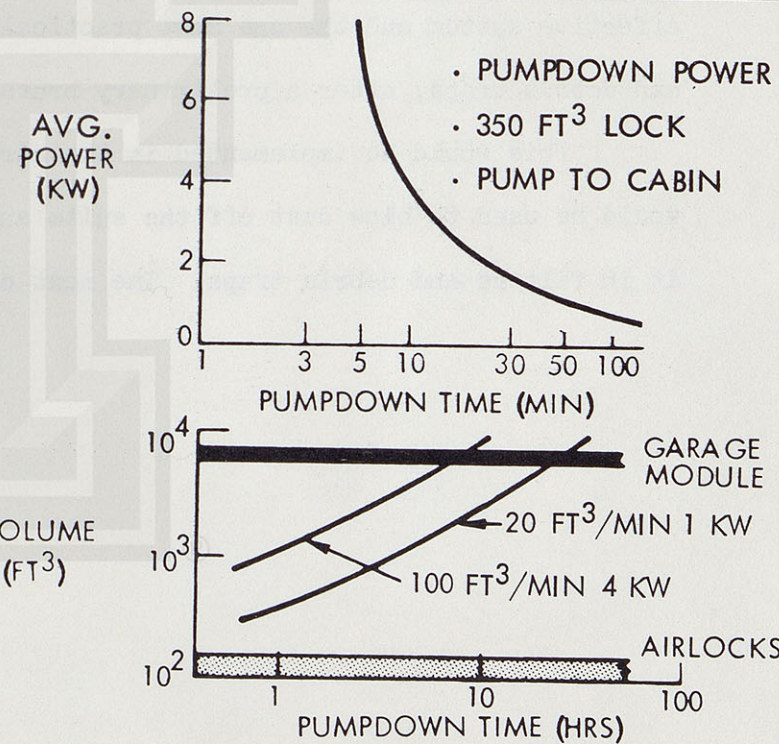 8
6
4
2
0
AVG.
POWER
(KW)
· PUMPDOWN POWER
· 350 FT³ LOCK
· PUMP TO CABIN
1 3 5 10 30 50 100
PUMPDOWN TIME (MIN)
10⁴
10³
10²
OLUME
(FT³)
GARAGE
MODULE
20 FT³/MIN 1 KW
100 FT³/MIN 4 KW
AIRLOCKS
1 10 100
PUMPDOWN TIME (HRS)